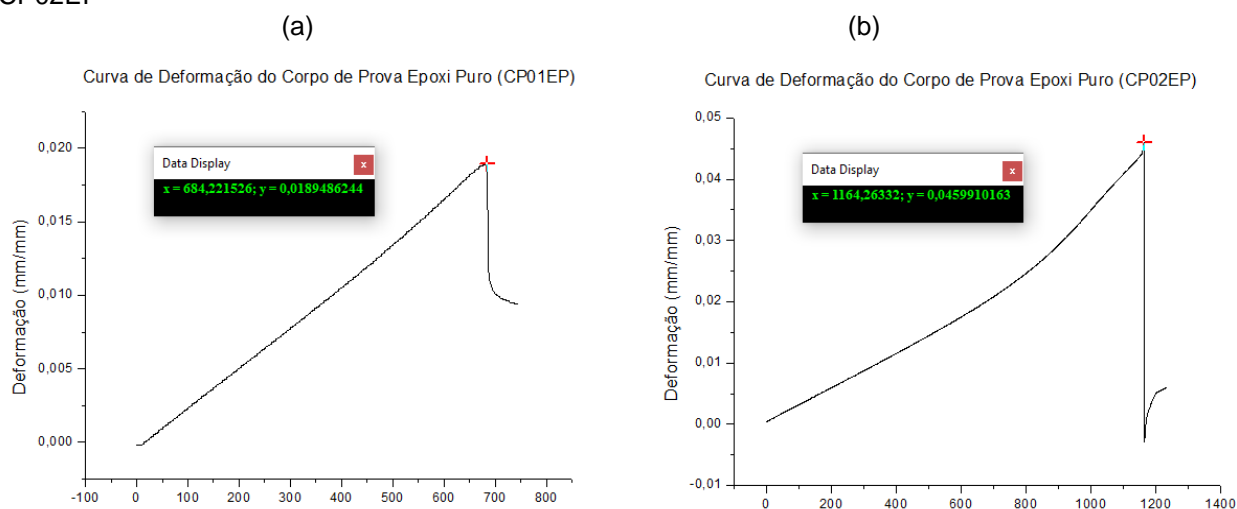 (a)
(b)
Curva de Deformação do Corpo de Prova Epoxi Puro (CP01EP)
0,020
0,015
0,010
0,005
0,000
Deformação (mm/mm)
Data Display
x
x = 684,221526; y = 0,0189486244
-100 0 100 200 300 400 500 600 700 800
Curva de Deformação do Corpo de Prova Epoxi Puro (CP02EP)
0,05
0,04
0,03
0,02
0,01
0,00
-0,01
Deformação (mm/mm)
Data Display
x
x = 1164,26332; y = 0,0459910163
0 200 400 600 800 1000 1200 1400